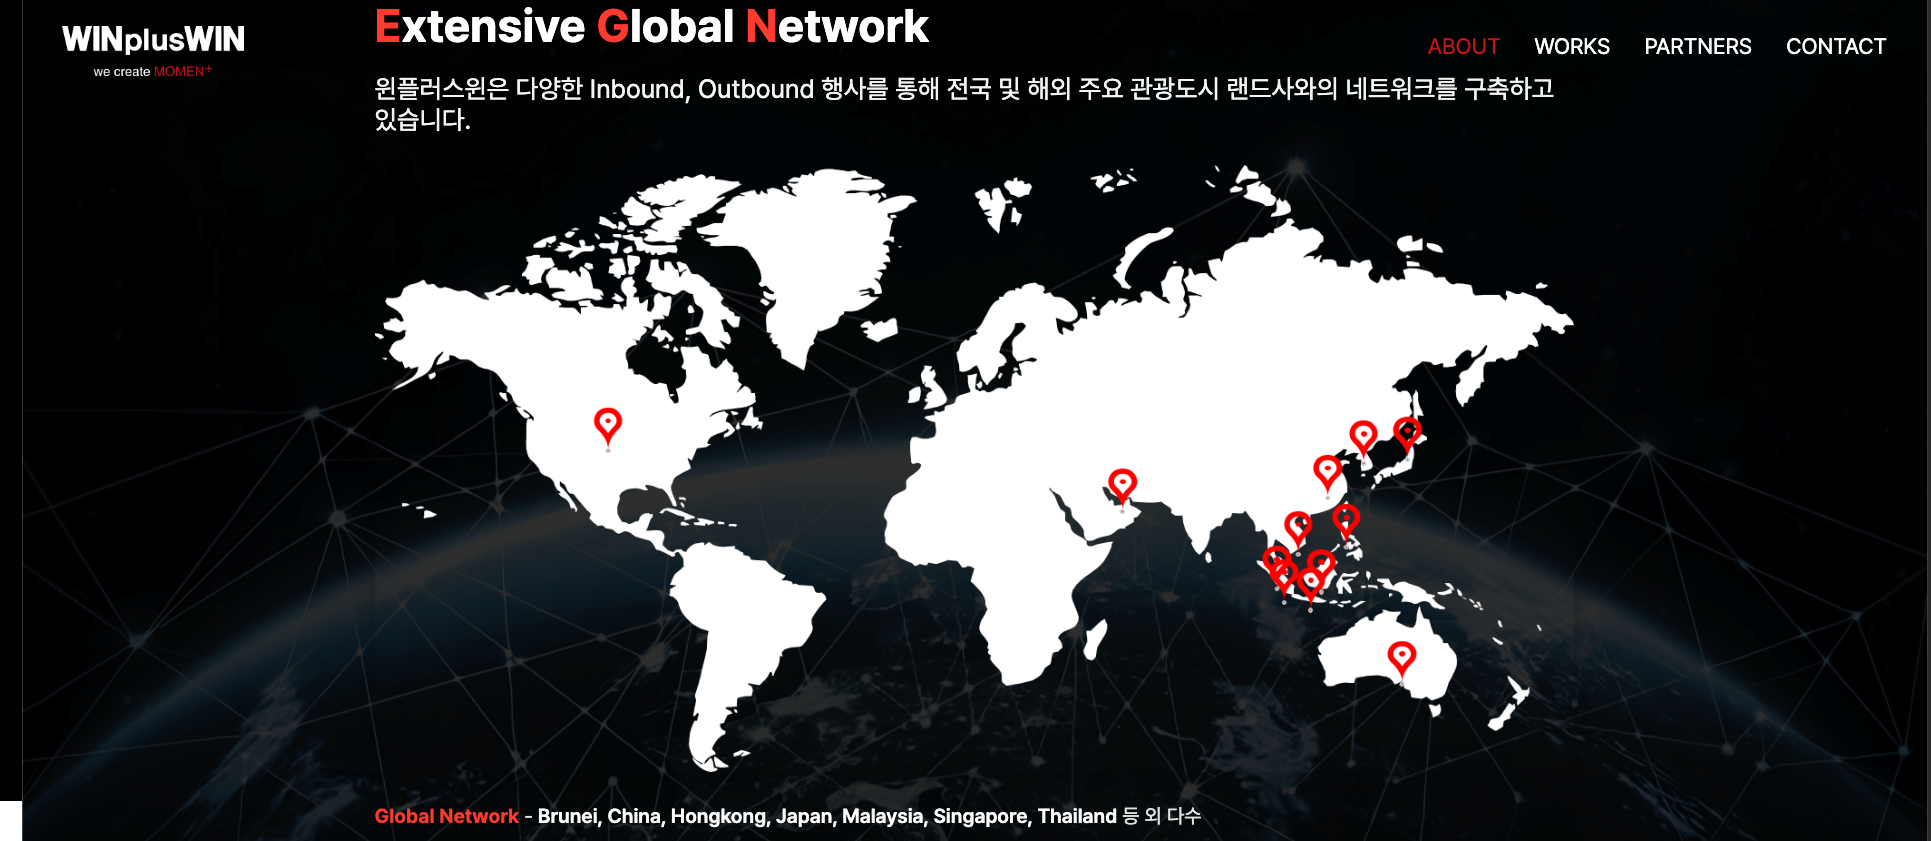 WINplusWIN
we create MOMEN+
Extensive Global Network
ABOUT WORKS PARTNERS CONTACT
윈플러스윈은 다양한 Inbound, Outbound 행사를 통해 전국 및 해외 주요 관광도시 랜드사와의 네트워크를 구축하고
있습니다.
Global Network - Brunei, China, Hongkong, Japan, Malaysia, Singapore, Thailand 등 외 다수